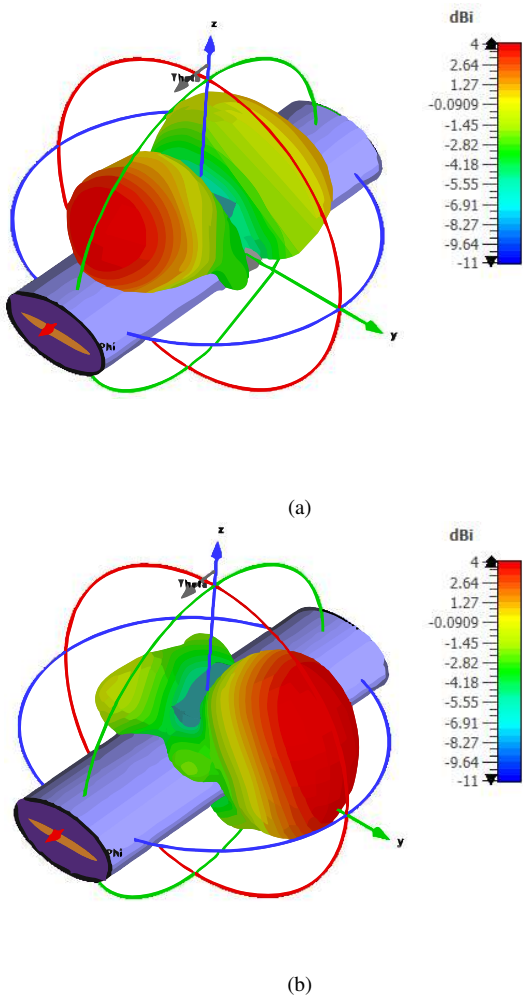 z
dBi
4
Theta
2.64
1.27
-0.0909
-1.45
-2.82
-4.18
-5.55
-6.91
-8.27
-9.64
-11
y
Phi
(a)
z
dBi
4
Theta
2.64
1.27
-0.0909
-1.45
-2.82
-4.18
-5.55
-6.91
-8.27
-9.64
-11
y
Phi
(b)